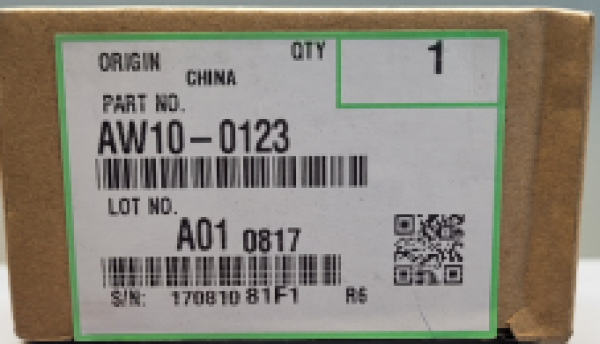 ORIGIN CHINA QTY 1
PART NO.
AW10-0123
LOT NO.
A01 0817
S/N: 170810 81F1 R6